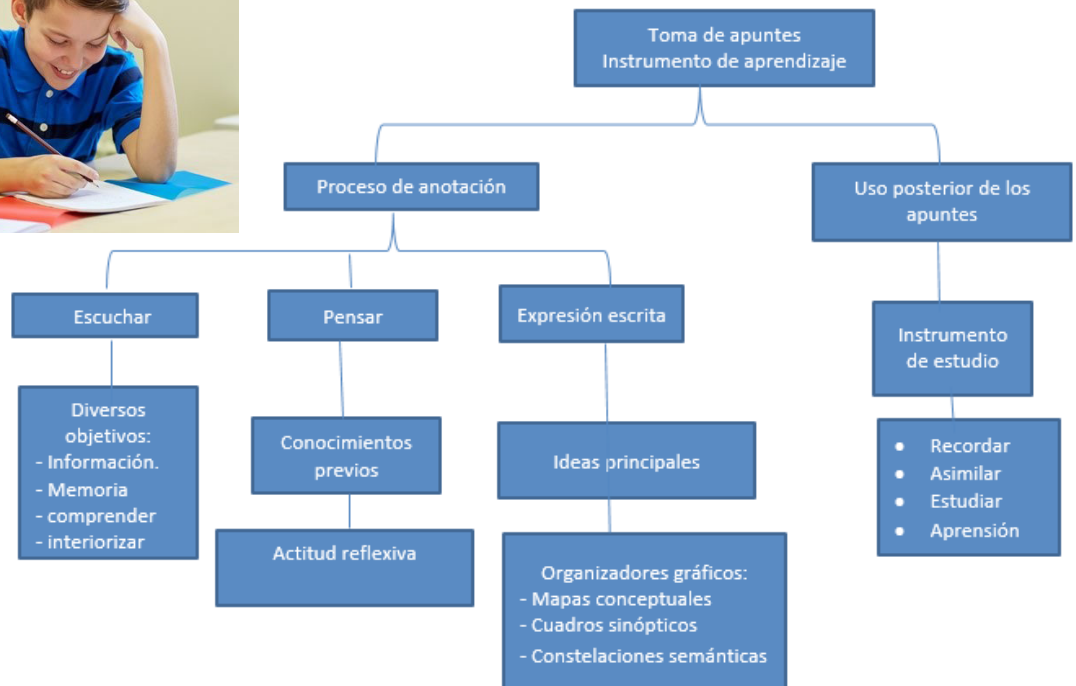 Toma de apuntes
Instrumento de aprendizaje
Proceso de anotación
Uso posterior de los
apuntes
Escuchar
Pensar
Expresión escrita
Instrumento
de estudio
Diversos
objetivos:
- Información.
- Memoria
- comprender
- interiorizar
Conocimientos
previos
Actitud reflexiva
Ideas principales
Organizadores gráficos:
- Mapas conceptuales
- Cuadros sinópticos
- Constelaciones semánticas
• Recordar
• Asimilar
• Estudiar
• Aprensión